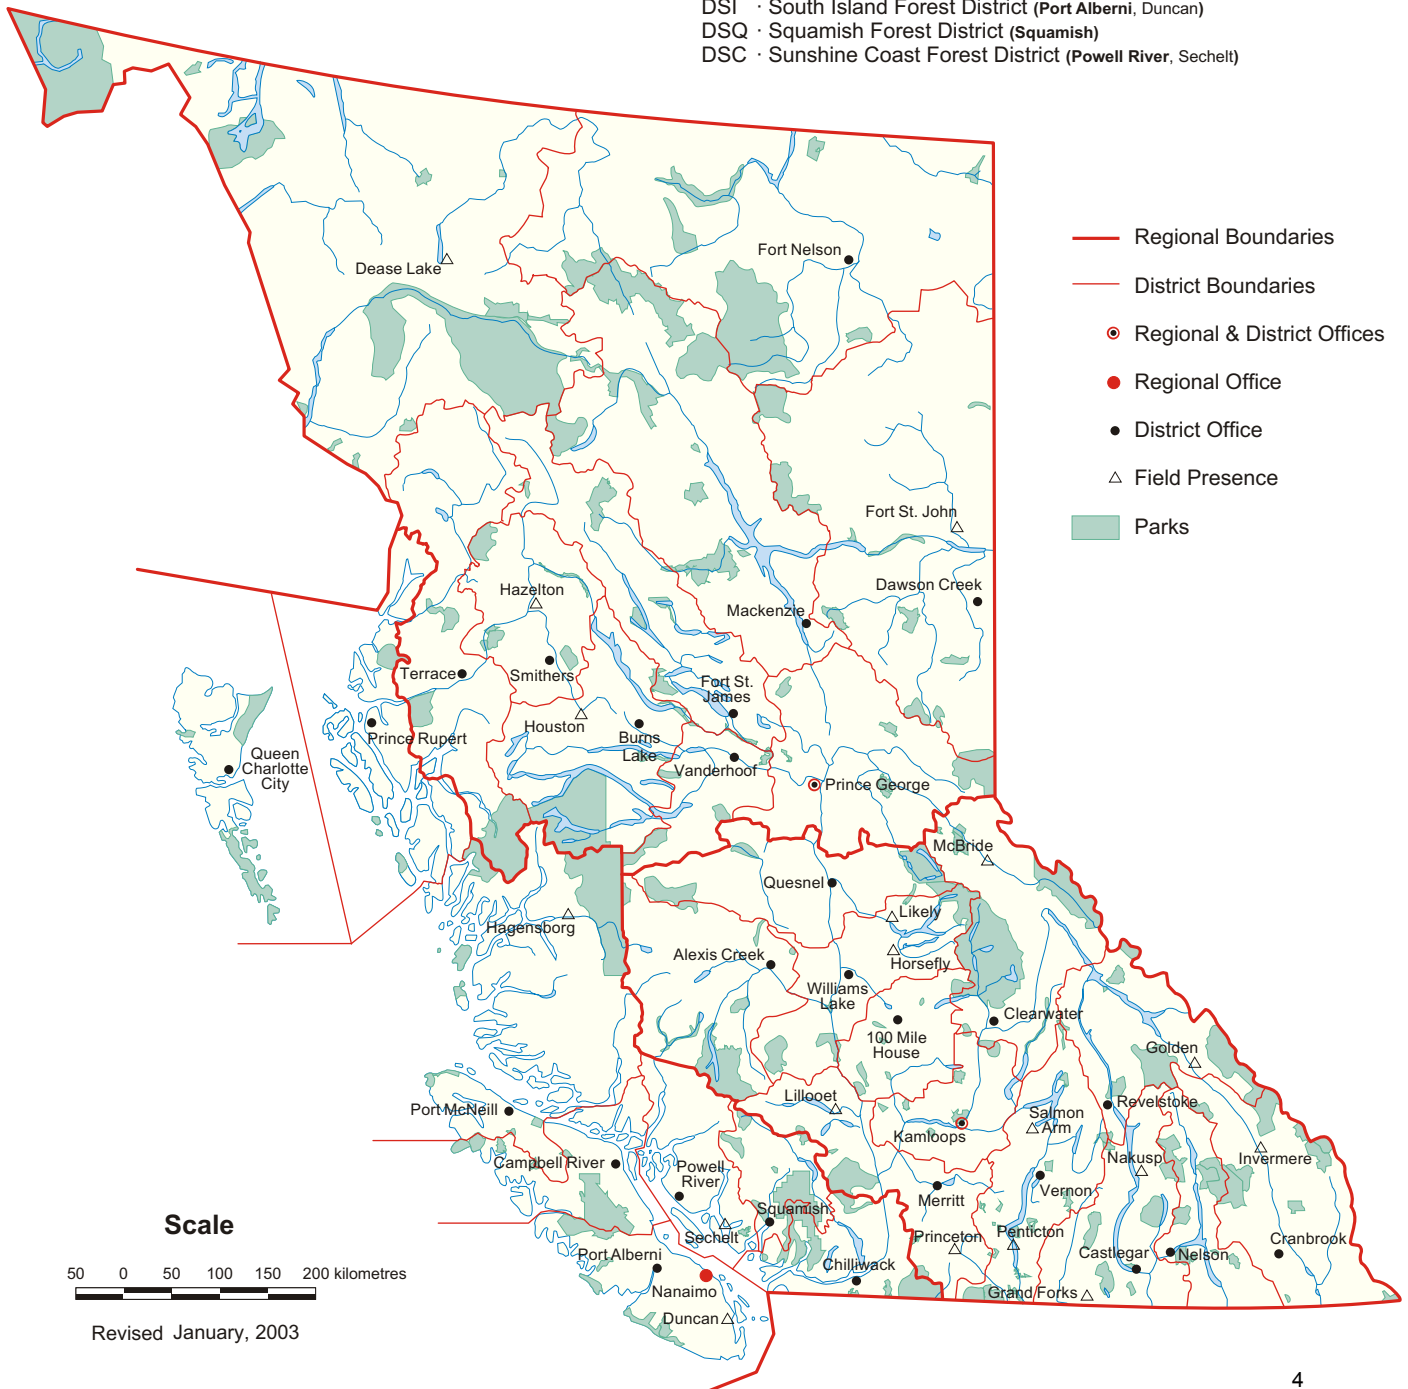 DSI · South Island Forest District (Port Alberni, Duncan)
DSQ · Squamish Forest District (Squamish)
DSC · Sunshine Coast Forest District (Powell River, Sechelt)
Regional Boundaries
District Boundaries
Regional & District Offices
Regional Office
District Office
Field Presence
Parks
Fort Nelson
Dease Lake
Fort St. John
Dawson Creek
Hazelton
Mackenzie
Terrace
Smithers
Fort St.
James
Houston
Prince Rupert
Burns
Lake
Vanderhoof
Queen
Charlotte
City
Prince George
McBride
Quesnel
Likely
Hagensborg
Alexis Creek
Horsefly
Williams
Lake
Clearwater
100 Mile
House
Golden
Lillooet
Port McNeill
Revelstoke
Salmon
Arm
Kamloops
Campbell River
Powell
River
Nakusp
Invermere
Merritt
Vernon
Squamish
Sechelt
Princeton
Penticton
Port Alberni
Castlegar
Nelson
Cranbrook
Chilliwack
Nanaimo
Grand Forks
Duncan
Scale
50 0 50 100 150 200 kilometres
Revised January, 2003
4